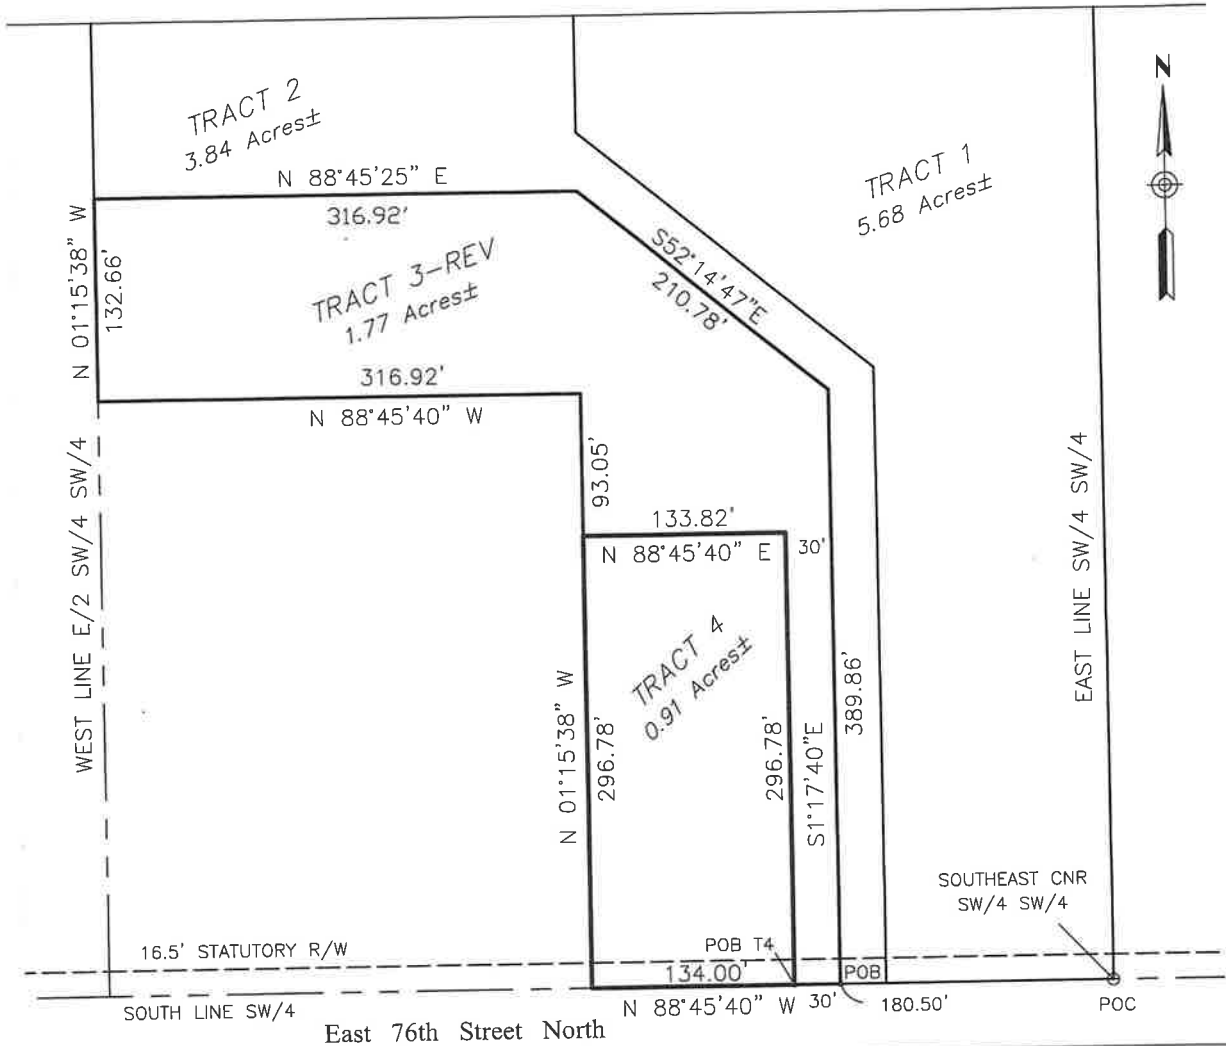 N
TRACT 2
3.84 Acres±
TRACT 1
5.68 Acres±
N 88°45'25" E
316.92'
N 01°15'38" W
132.66'
S52°14'47"E
210.78'
TRACT 3-REV
1.77 Acres±
316.92'
N 88°45'40" W
93.05'
133.82'
N 88°45'40" E
30'
WEST LINE E/2 SW/4 SW/4
EAST LINE SW/4 SW/4
TRACT 4
0.91 Acres±
N 01°15'38" W
296.78'
296.78'
S1°17'40"E
389.86'
SOUTHEAST CNR
SW/4 SW/4
16.5' STATUTORY R/W
POB T4
134.00'
POB
N 88°45'40" W
30'
180.50'
POC
SOUTH LINE SW/4
East 76th Street North